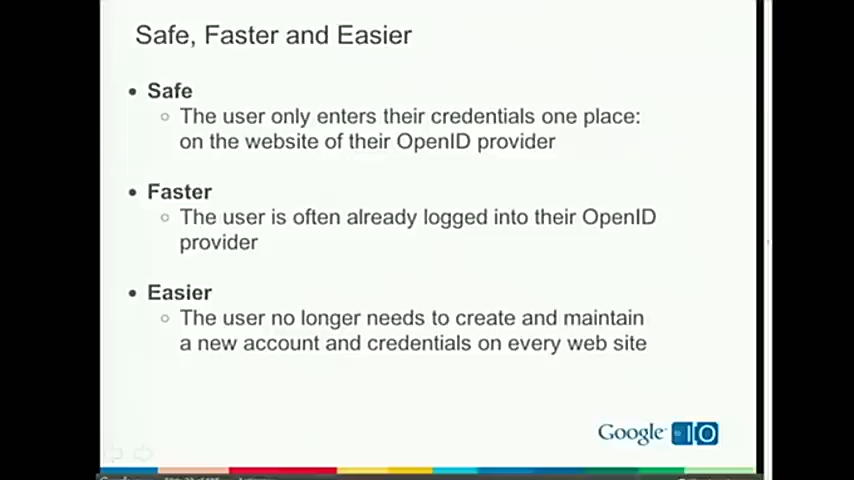 Safe, Faster and Easier
• Safe
○ The user only enters their credentials one place:
on the website of their OpenID provider
• Faster
○ The user is often already logged into their OpenID
provider
• Easier
○ The user no longer needs to create and maintain
a new account and credentials on every web site
Google IO